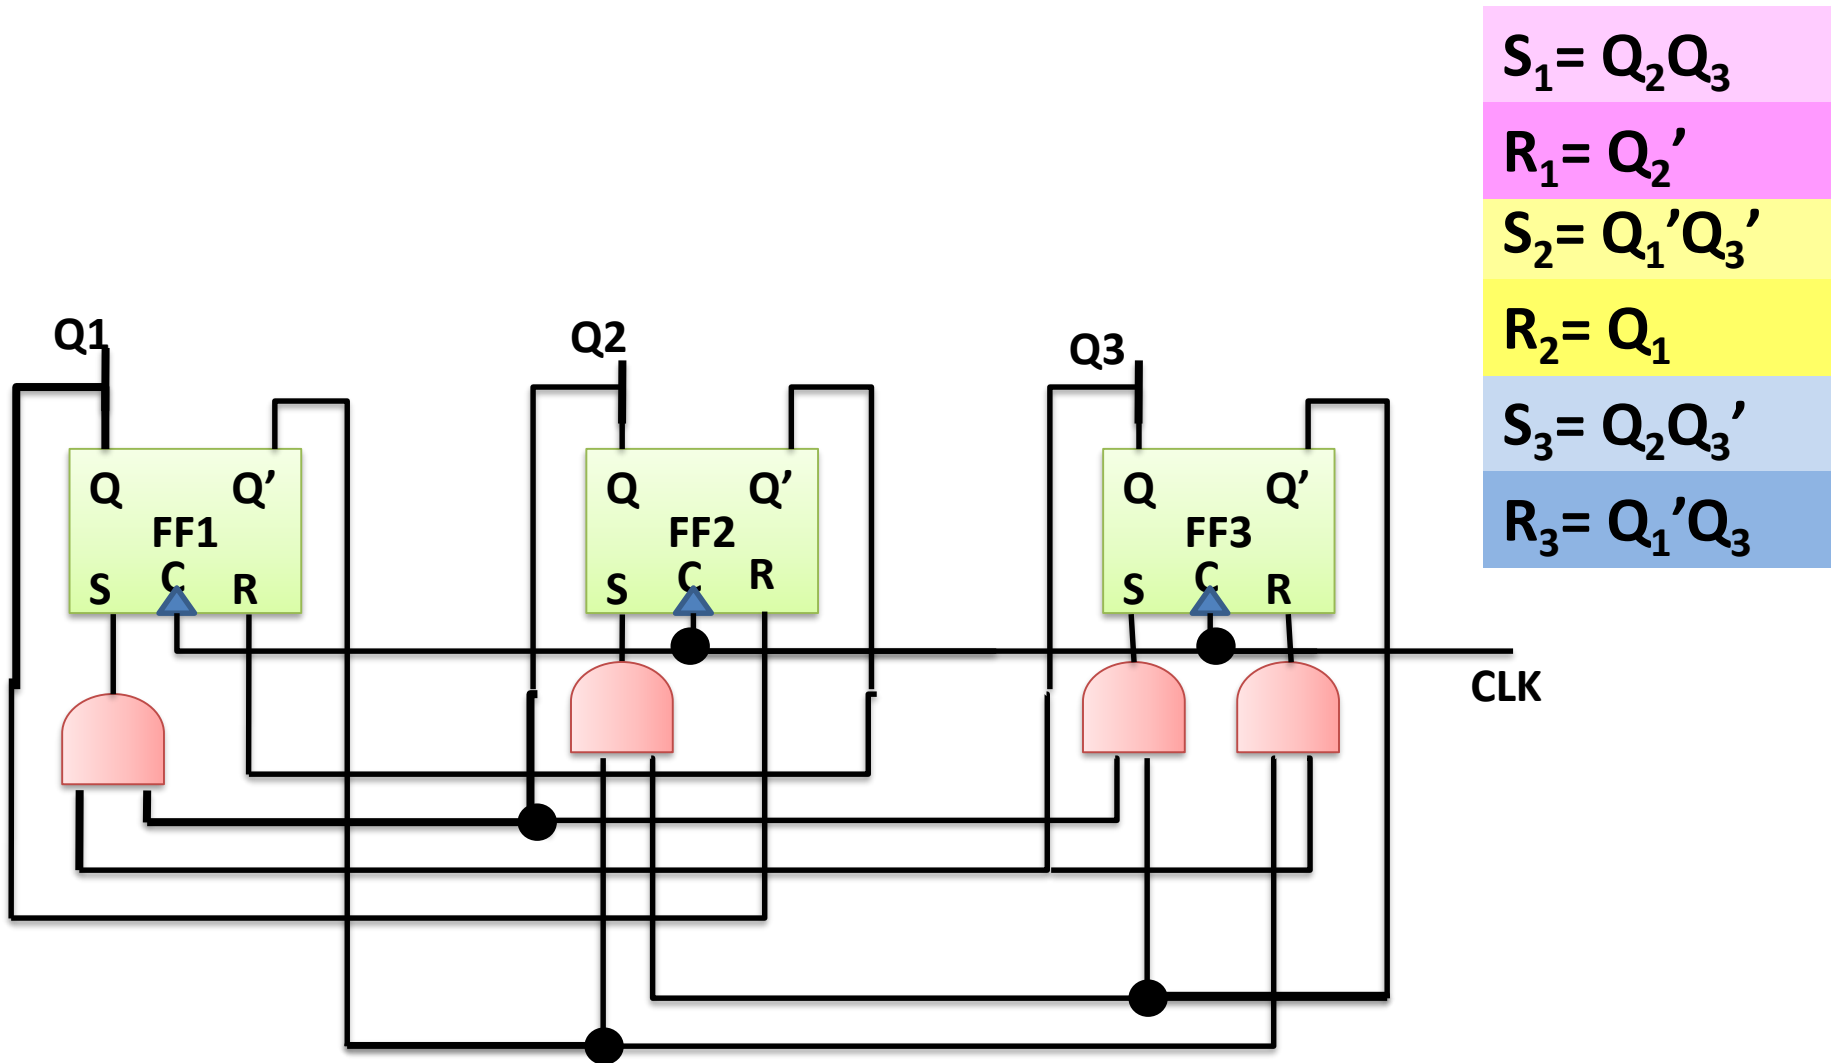 S₁= Q₂Q₃
R₁= Q₂’
S₂= Q₁’Q₃’
R₂= Q₁
S₃= Q₂Q₃’
R₃= Q₁’Q₃
Q1 Q2 Q3
Q Q’ Q Q’ Q Q’
FF1 FF2 FF3
S C R S C R S C R
CLK